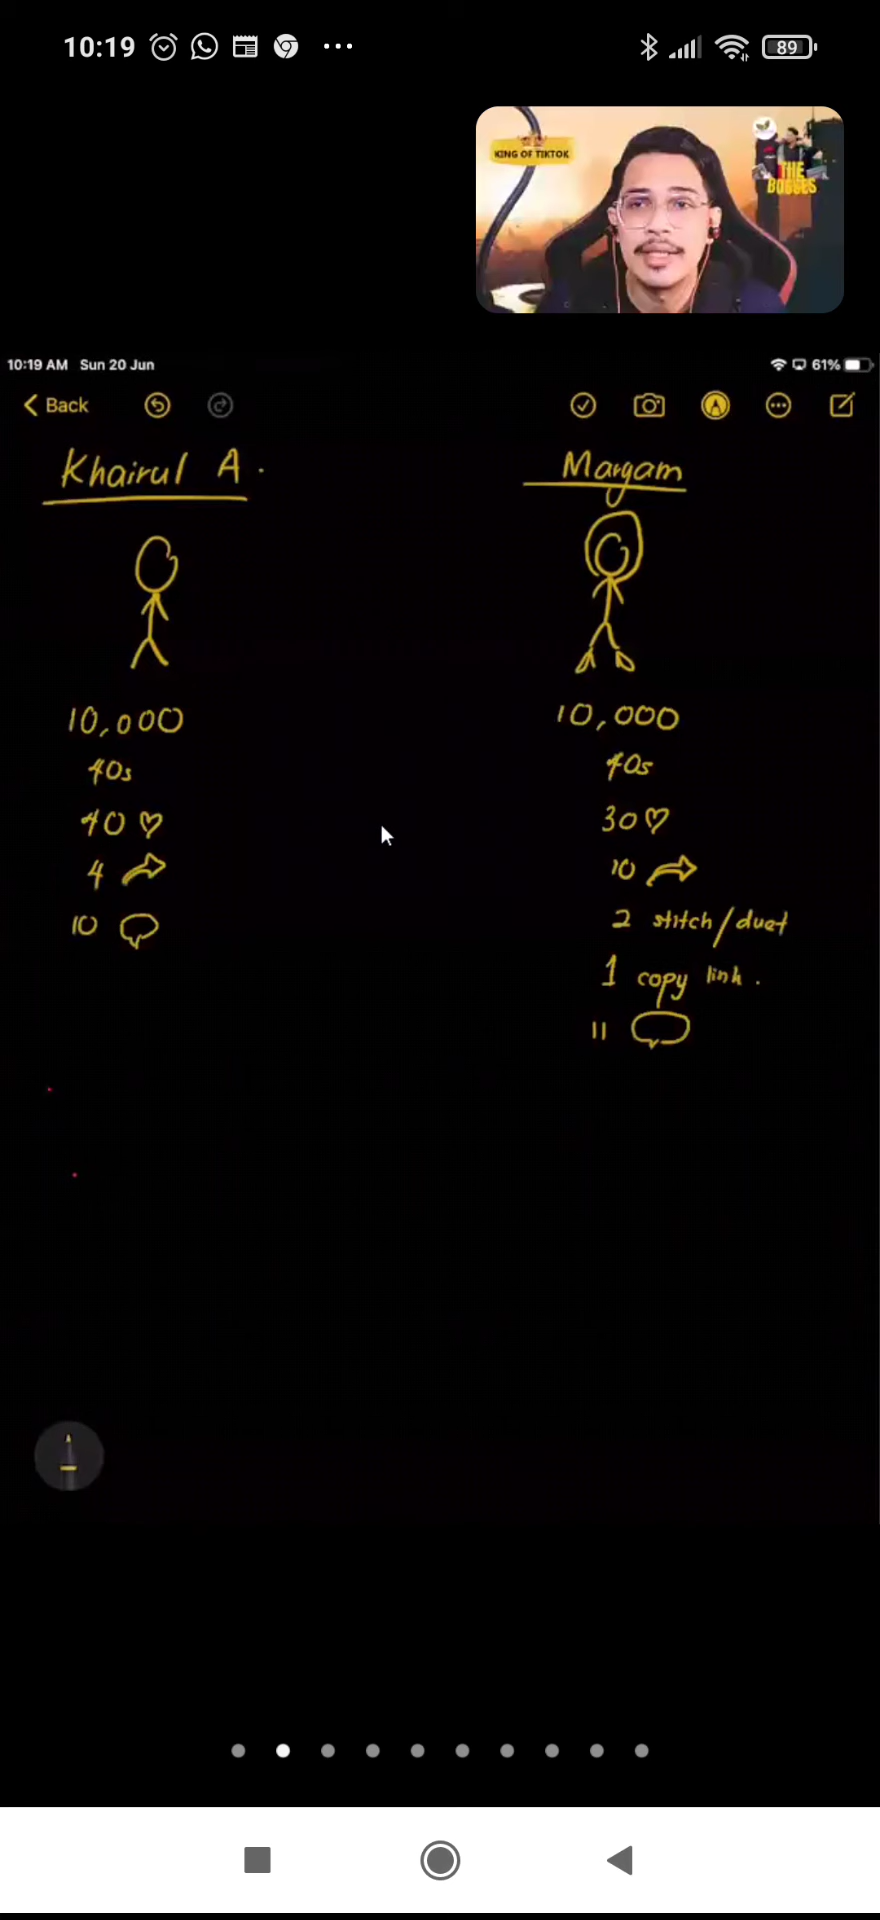 10:19
89
KING OF TIKTOK
THE
BOSSES
10:19 AM Sun 20 Jun
61%
Back
Khairul A.
10,000
40s
40
4
10
Maryam
10,000
40s
30
10
2 stitch/duet
1 copy link.
11